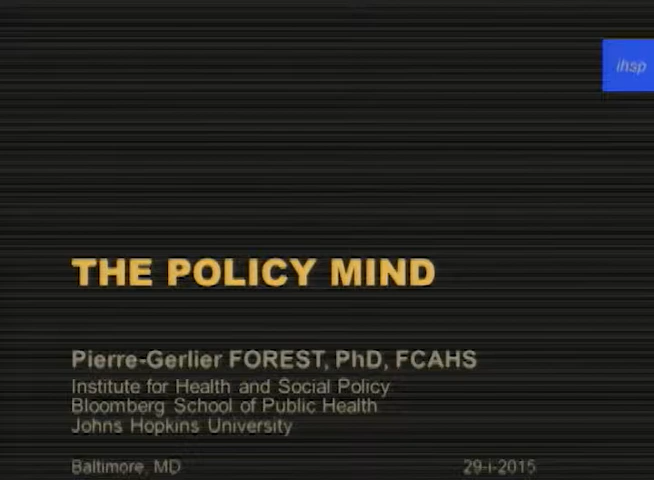 ihsp
THE POLICY MIND
Pierre-Gerlier FOREST, PhD, FCAHS
Institute for Health and Social Policy
Bloomberg School of Public Health
Johns Hopkins University
Baltimore, MD 29-i-2015